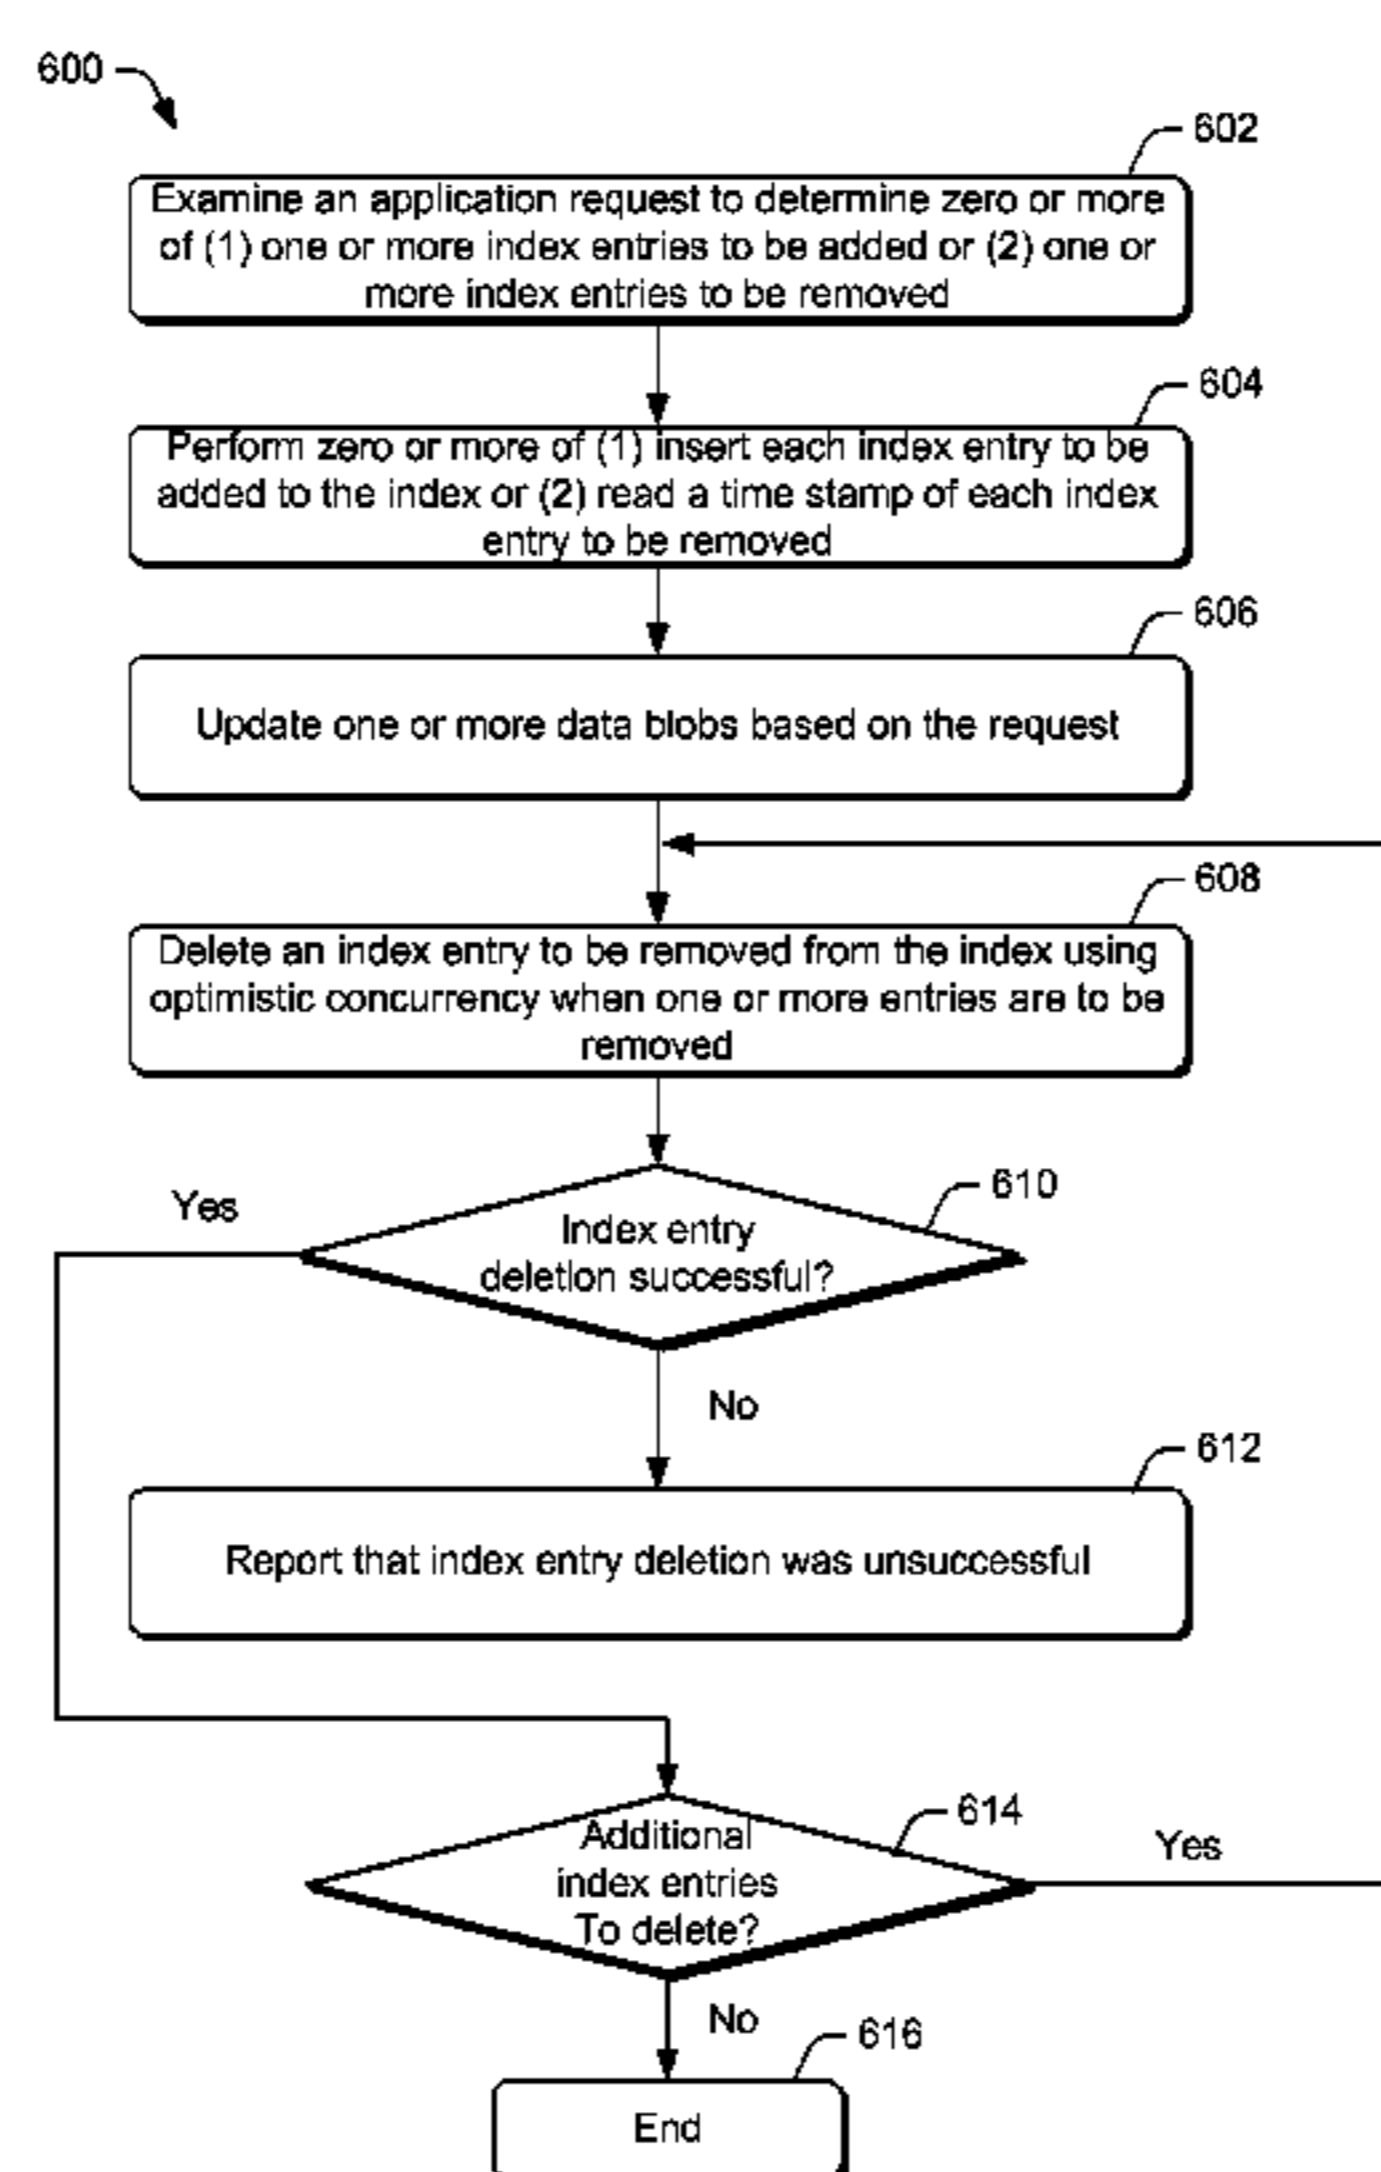 600
602
Examine an application request to determine zero or more
of (1) one or more index entries to be added or (2) one or
more index entries to be removed
604
Perform zero or more of (1) insert each index entry to be
added to the index or (2) read a time stamp of each index
entry to be removed
606
Update one or more data blobs based on the request
608
Delete an index entry to be removed from the index using
optimistic concurrency when one or more entries are to be
removed
610
Yes
Index entry
deletion successful?
No
612
Report that index entry deletion was unsuccessful
614
Additional
index entries
To delete?
Yes
No
616
End